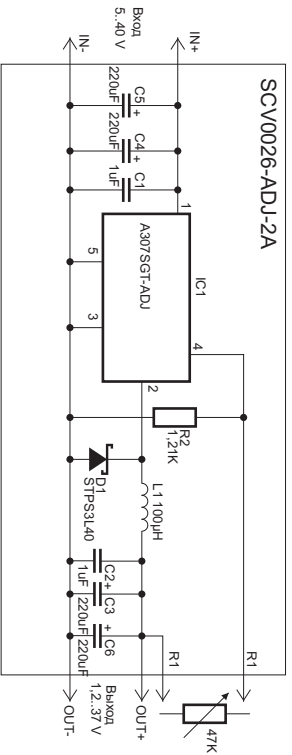 SCV0026-ADJ-2A
IN+
Вход
5..40 V
IN-
C5 +
220uF
C4 +
220uF
C1
1uF
1
A307SGT-ADJ
IC1
5
3
4
2
R2
1,21K
D1
STPS3L40
L1 100µH
C2
1uF
+ C3
220uF
+ C6
220uF
R1
R1
47K
OUT+
Выход
1,2..37 V
OUT-